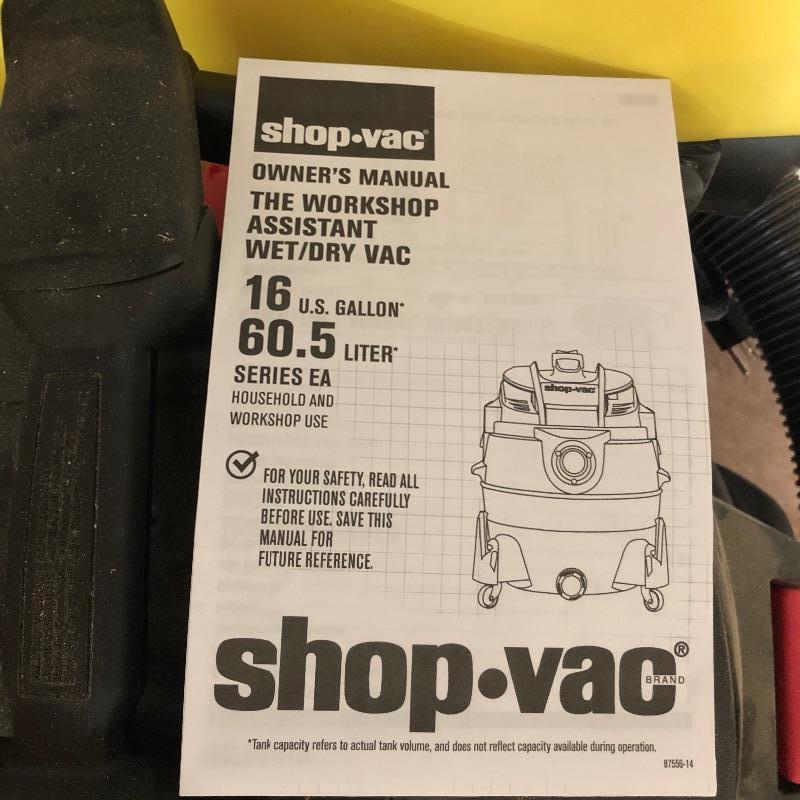 shop•vac®
OWNER'S MANUAL
THE WORKSHOP
ASSISTANT
WET/DRY VAC
16 U.S. GALLON*
60.5 LITER*
SERIES EA
HOUSEHOLD AND
WORKSHOP USE
FOR YOUR SAFETY, READ ALL
INSTRUCTIONS CAREFULLY
BEFORE USE. SAVE THIS
MANUAL FOR
FUTURE REFERENCE.
shop•vac
shop•vac®
BRAND
*Tank capacity refers to actual tank volume, and does not reflect capacity available during operation.
87556-14